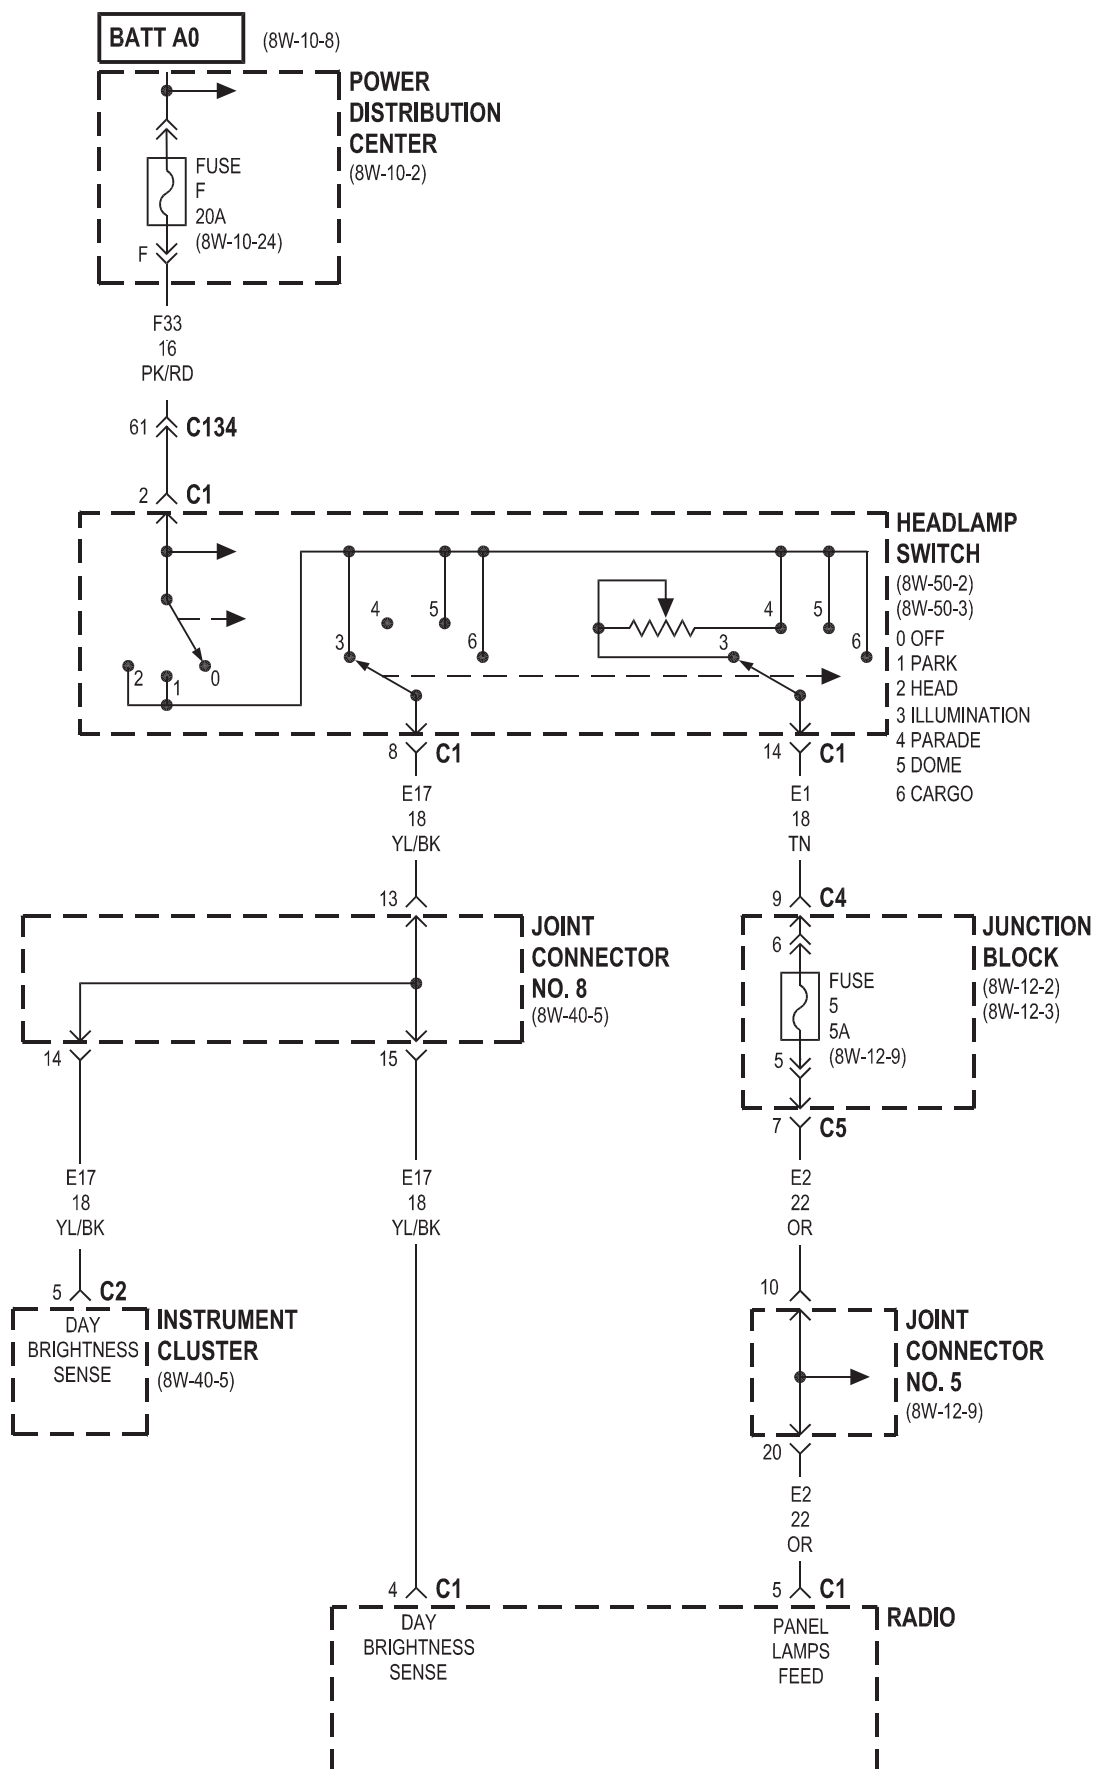 BATT A0
(8W-10-8)
POWER
DISTRIBUTION
CENTER
(8W-10-2)
FUSE
F
20A
(8W-10-24)
F
F33
16
PK/RD
61
C134
2
C1
HEADLAMP
SWITCH
(8W-50-2)
(8W-50-3)
0 OFF
1 PARK
2 HEAD
3 ILLUMINATION
4 PARADE
5 DOME
6 CARGO
2
1
0
3
4
5
6
3
4
5
6
8
C1
14
C1
E17
18
YL/BK
E1
18
TN
13
9
C4
JOINT
CONNECTOR
NO. 8
(8W-40-5)
6
FUSE
5
5A
(8W-12-9)
5
JUNCTION
BLOCK
(8W-12-2)
(8W-12-3)
14
15
7
C5
E17
18
YL/BK
E17
18
YL/BK
E2
22
OR
5
C2
10
DAY
BRIGHTNESS
SENSE
INSTRUMENT
CLUSTER
(8W-40-5)
JOINT
CONNECTOR
NO. 5
(8W-12-9)
20
E2
22
OR
4
C1
5
C1
DAY
BRIGHTNESS
SENSE
PANEL
LAMPS
FEED
RADIO